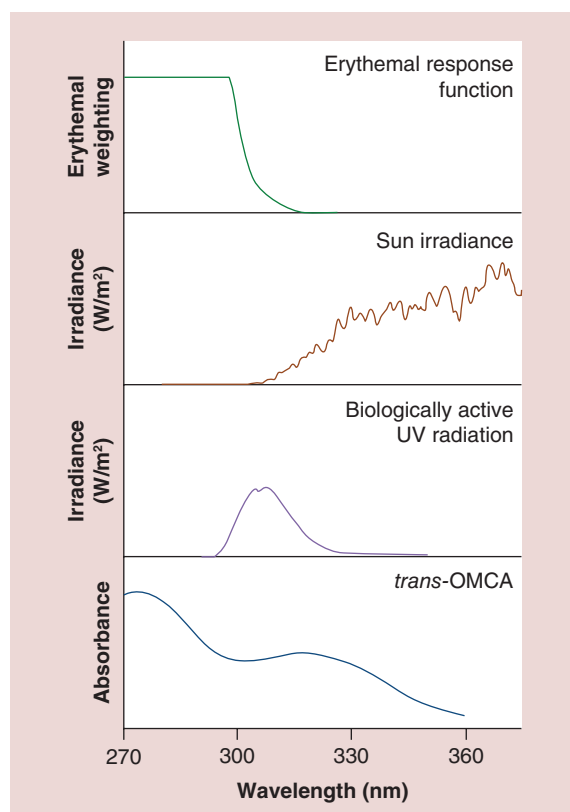 Erythemal response
function
Erythemal
weighting
Sun irradiance
Irradiance
(W/m²)
Biologically active
UV radiation
Irradiance
(W/m²)
trans-OMCA
Absorbance
270 300 330 360
Wavelength (nm)